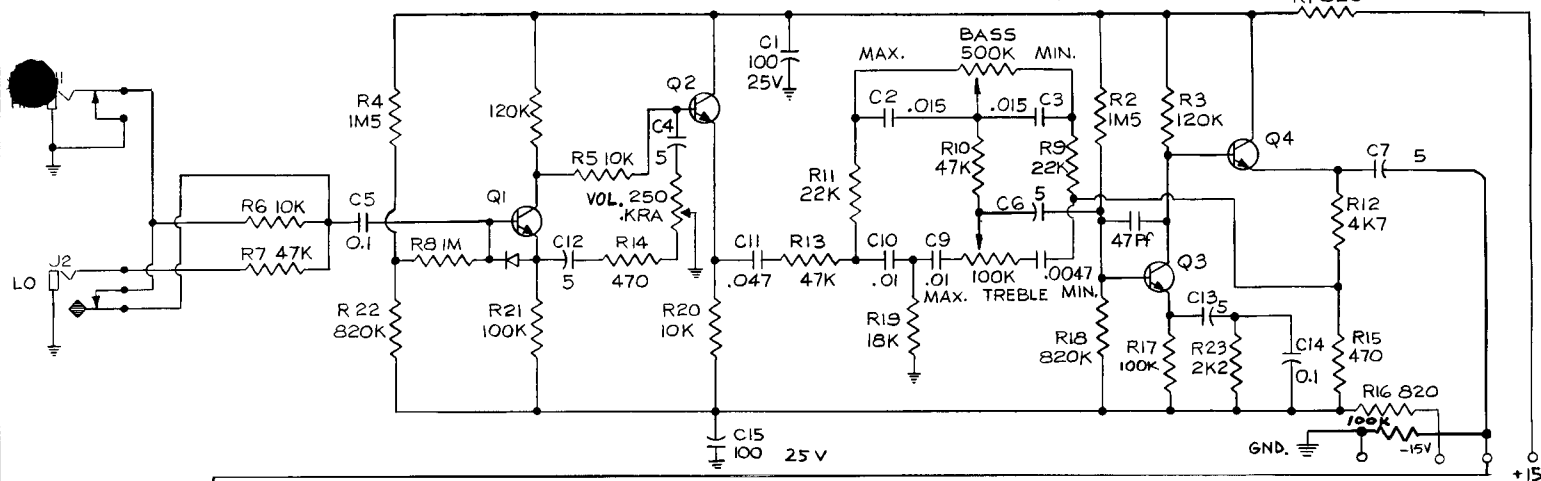 BASS
500K
MAX.
MIN.
C1
100
25V
Q2
R4
1M5
120K
C2
.015
.015
C3
R2
1M5
R3
120K
C4
5
R5 10K
R10
47K
R9
22K
Q4
C7
5
R11
22K
Q1
VOL. 250
.KRA
C6
5
R12
4K7
R6 10K
C5
0.1
R7 47K
J2
LO
R8 1M
C12
5
R14
470
C11
.047
R13
47K
C10
.01
C9
.01
100K
.0047
MAX. TREBLE MIN.
47Pf
Q3
R22
820K
R21
100K
R20
10K
R19
18K
R18
820K
R17
100K
C13
5
R23
2K2
C14
0.1
R15
470
R16 820
100K
GND.
-15V
+15
C15
100
25V